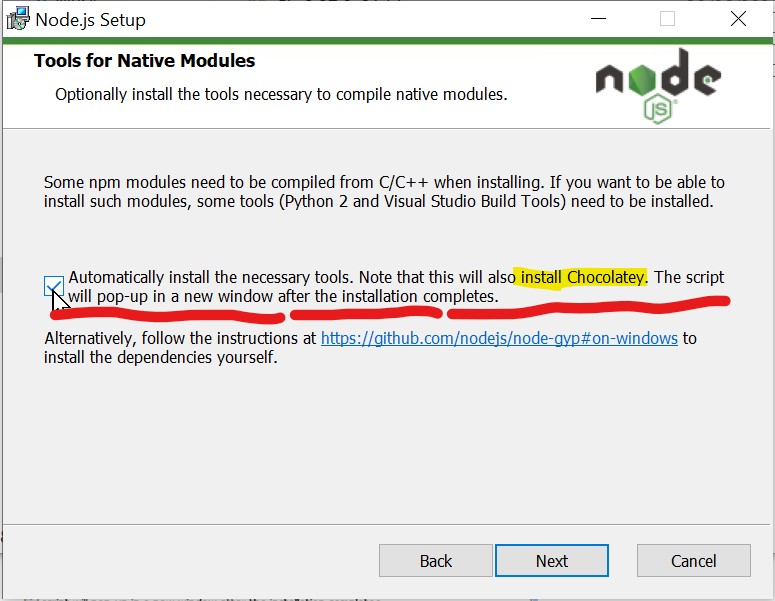 Node.js Setup
Tools for Native Modules
Optionally install the tools necessary to compile native modules.
node
JS
Some npm modules need to be compiled from C/C++ when installing. If you want to be able to
install such modules, some tools (Python 2 and Visual Studio Build Tools) need to be installed.
Automatically install the necessary tools. Note that this will also install Chocolatey. The script
will pop-up in a new window after the installation completes.
Alternatively, follow the instructions at https://github.com/nodejs/node-gyp#on-windows to
install the dependencies yourself.
Back
Next
Cancel